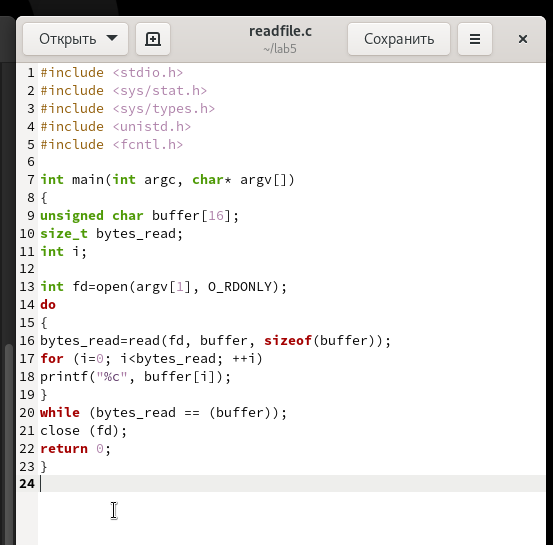 Открыть
readfile.c
~/lab5
Сохранить
1 #include <stdio.h>
2 #include <sys/stat.h>
3 #include <sys/types.h>
4 #include <unistd.h>
5 #include <fcntl.h>
6
7 int main(int argc, char* argv[])
8 {
9 unsigned char buffer[16];
10 size_t bytes_read;
11 int i;
12
13 int fd=open(argv[1], O_RDONLY);
14 do
15 {
16 bytes_read=read(fd, buffer, sizeof(buffer));
17 for (i=0; i<bytes_read; ++i)
18 printf("%c", buffer[i]);
19 }
20 while (bytes_read == (buffer));
21 close (fd);
22 return 0;
23 }
24